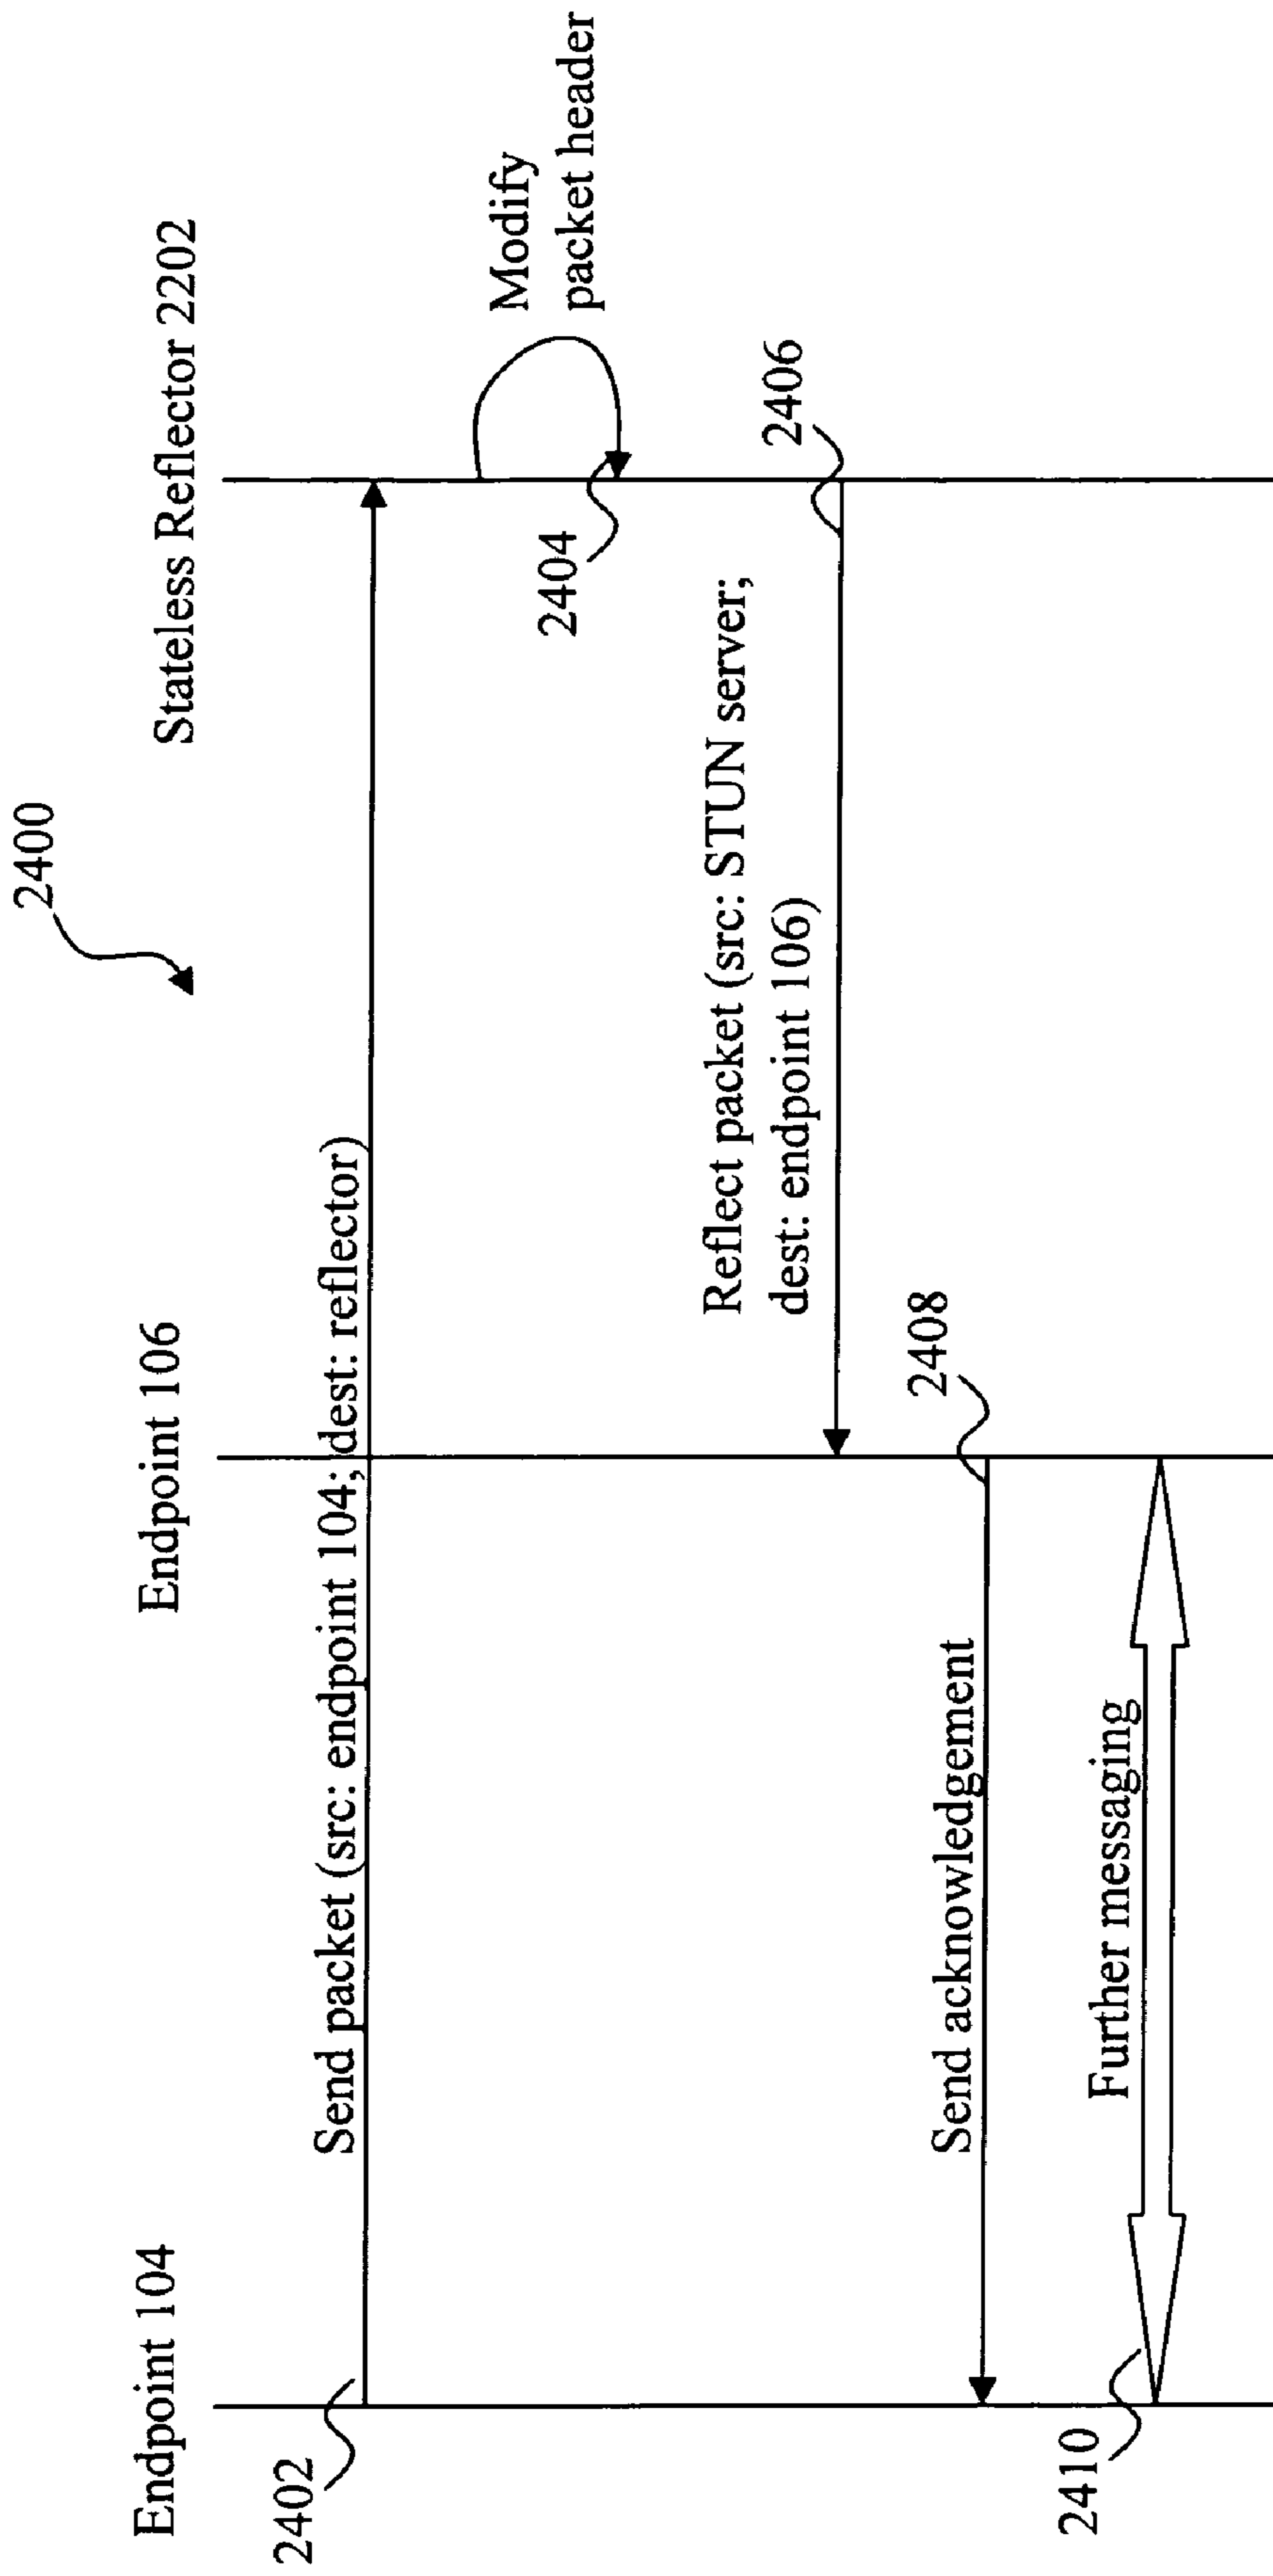 2400
Endpoint 104
Endpoint 106
Stateless Reflector 2202
2402
Send packet (src: endpoint 104; dest: reflector)
Modify
packet header
2404
Reflect packet (src: STUN server;
dest: endpoint 106)
2406
2408
Send acknowledgement
Further messaging
2410